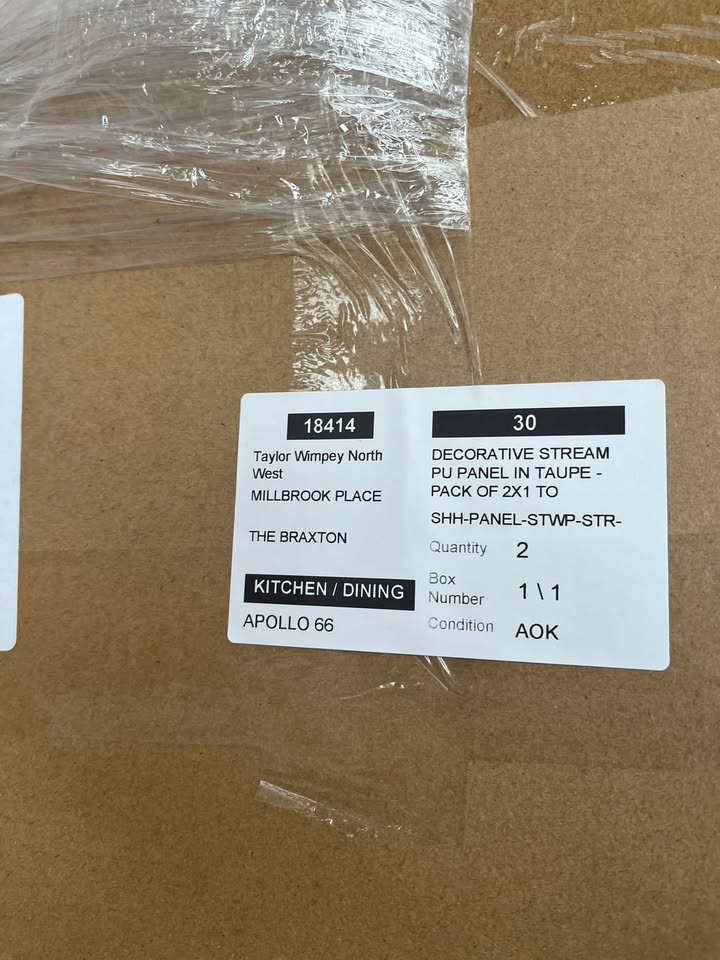 18414
Taylor Wimpey North
West
MILLBROOK PLACE
THE BRAXTON
KITCHEN / DINING
APOLLO 66
30
DECORATIVE STREAM
PU PANEL IN TAUPE -
PACK OF 2X1 TO
SHH-PANEL-STWP-STR-
Quantity 2
Box
Number 1 \ 1
Condition AOK